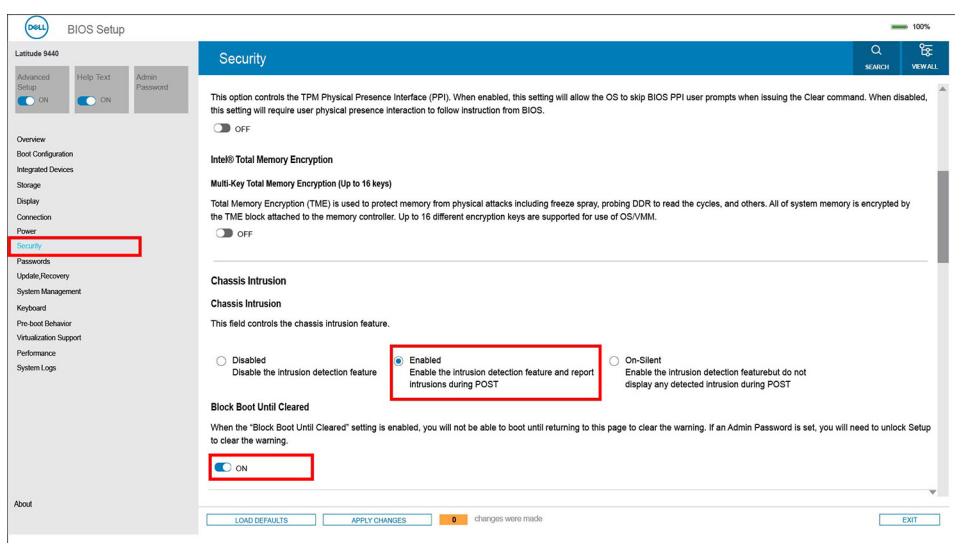 DELL
BIOS Setup
100%
Latitude 9440
Advanced
Setup
ON
Help Text
ON
Admin
Password
Overview
Boot Configuration
Integrated Devices
Storage
Display
Connection
Power
Security
Passwords
Update,Recovery
System Management
Keyboard
Pre-boot Behavior
Virtualization Support
Performance
System Logs
About
Security
SEARCH
VIEW ALL
This option controls the TPM Physical Presence Interface (PPI). When enabled, this setting will allow the OS to skip BIOS PPI user prompts when issuing the Clear command. When disabled,
this setting will require user physical presence interaction to follow instruction from BIOS.
OFF
Intel® Total Memory Encryption
Multi-Key Total Memory Encryption (Up to 16 keys)
Total Memory Encryption (TME) is used to protect memory from physical attacks including freeze spray, probing DDR to read the cycles, and others. All of system memory is encrypted by
the TME block attached to the memory controller. Up to 16 different encryption keys are supported for use of OS/VMM.
OFF
Chassis Intrusion
Chassis Intrusion
This field controls the chassis intrusion feature.
Disabled
Disable the intrusion detection feature
Enabled
Enable the intrusion detection feature and report
intrusions during POST
On-Silent
Enable the intrusion detection featurebut do not
display any detected intrusion during POST
Block Boot Until Cleared
When the "Block Boot Until Cleared" setting is enabled, you will not be able to boot until returning to this page to clear the warning. If an Admin Password is set, you will need to unlock Setup
to clear the warning.
ON
LOAD DEFAULTS
APPLY CHANGES
0
changes were made
EXIT